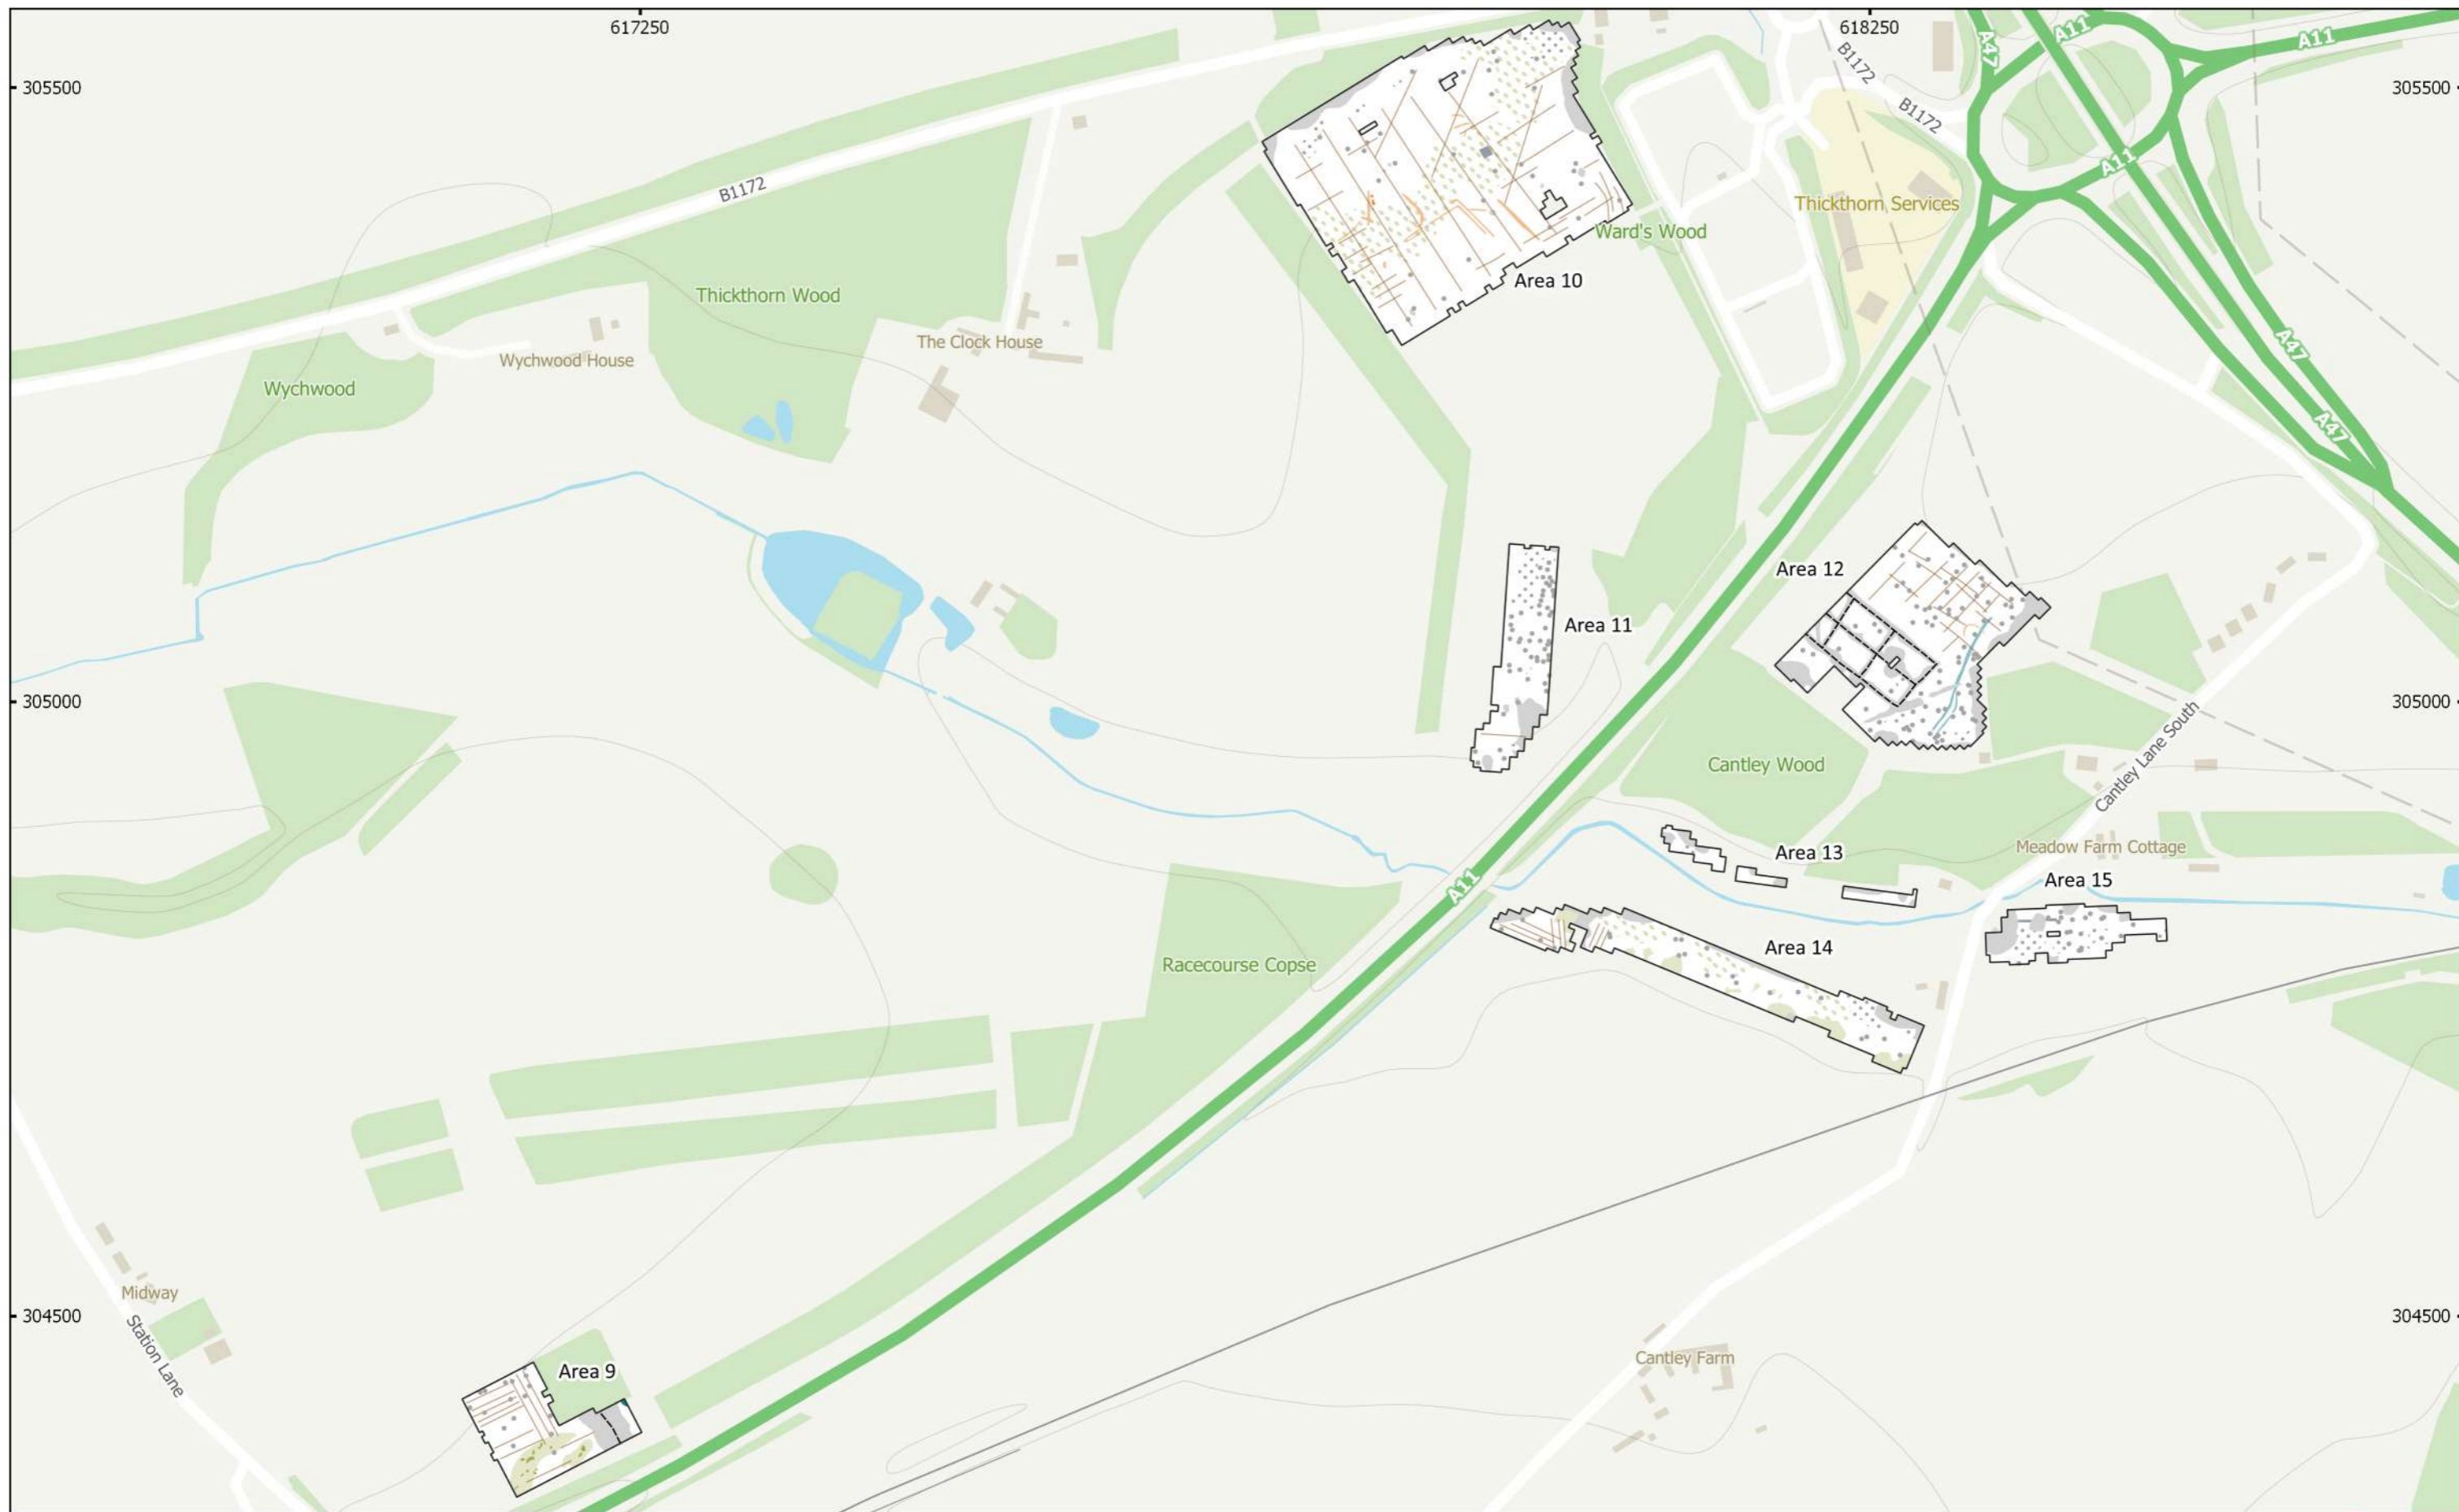 617250
618250
A47
A11
A11
B1172
305500
305500
B1172
A11
B1172
Thickthorn Services
Ward's Wood
Area 10
Thickthorn Wood
The Clock House
A47
Wychwood House
Wychwood
A47
Area 12
Area 11
305000
305000
Cantley Lane South
Cantley Wood
Meadow Farm Cottage
Area 13
Area 15
A11
Area 14
Racecourse Copse
Midway
304500
304500
Station Lane
Cantley Farm
Area 9